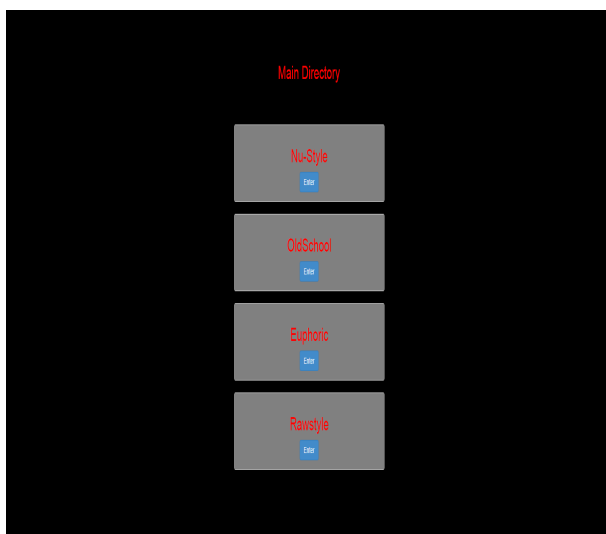 Main Directory
Nu-Style
Enter
OldSchool
Enter
Euphoric
Enter
Rawstyle
Enter